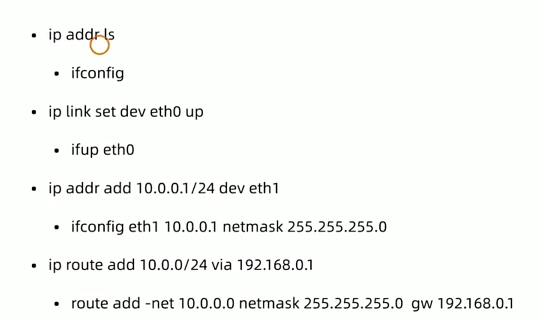 • ip addr ls
• ifconfig
• ip link set dev eth0 up
• ifup eth0
• ip addr add 10.0.0.1/24 dev eth1
• ifconfig eth1 10.0.0.1 netmask 255.255.255.0
• ip route add 10.0.0/24 via 192.168.0.1
• route add -net 10.0.0.0 netmask 255.255.255.0 gw 192.168.0.1